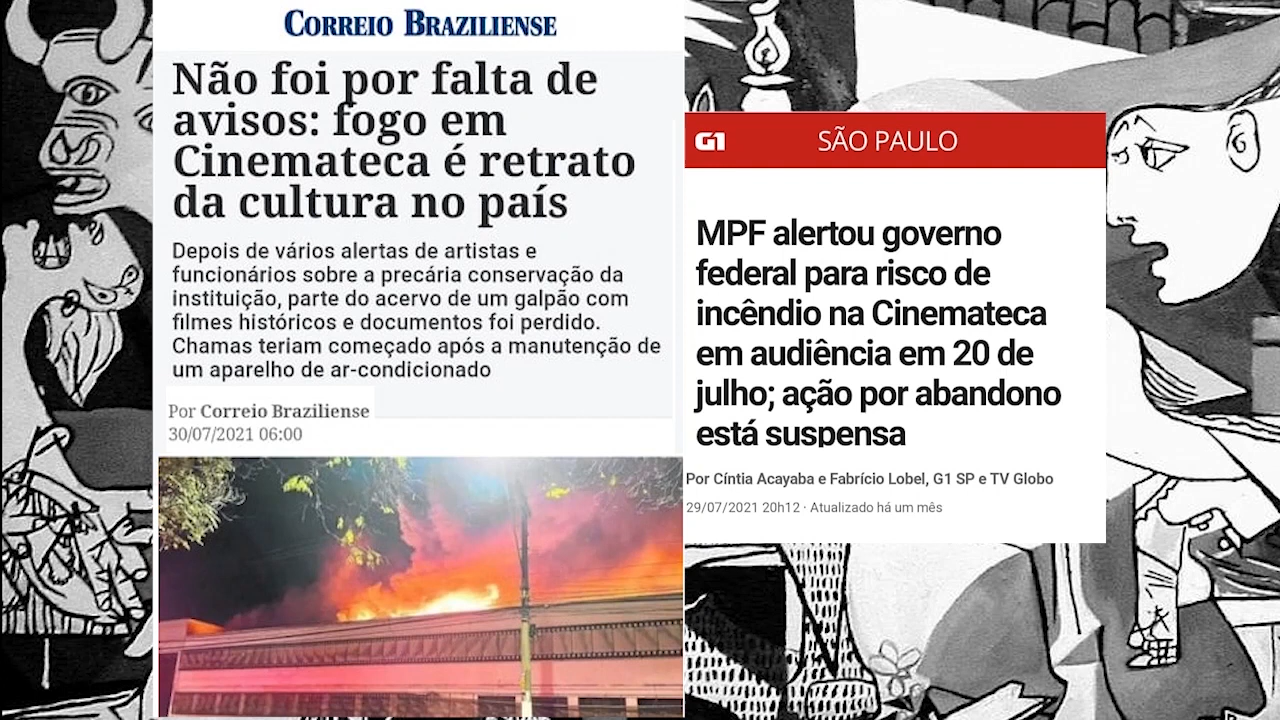 CORREIO BRAZILIENSE
Não foi por falta de
avisos: fogo em
Cinemateca é retrato
da cultura no país
Depois de vários alertas de artistas e
funcionários sobre a precária conservação da
instituição, parte do acervo de um galpão com
filmes históricos e documentos foi perdido.
Chamas teriam começado após a manutenção de
um aparelho de ar-condicionado
Por Correio Braziliense
30/07/2021 06:00
G1 SÃO PAULO
MPF alertou governo
federal para risco de
incêndio na Cinemateca
em audiência em 20 de
julho; ação por abandono
está suspensa
Por Cíntia Acayaba e Fabrício Lobel, G1 SP e TV Globo
29/07/2021 20h12 · Atualizado há um mês